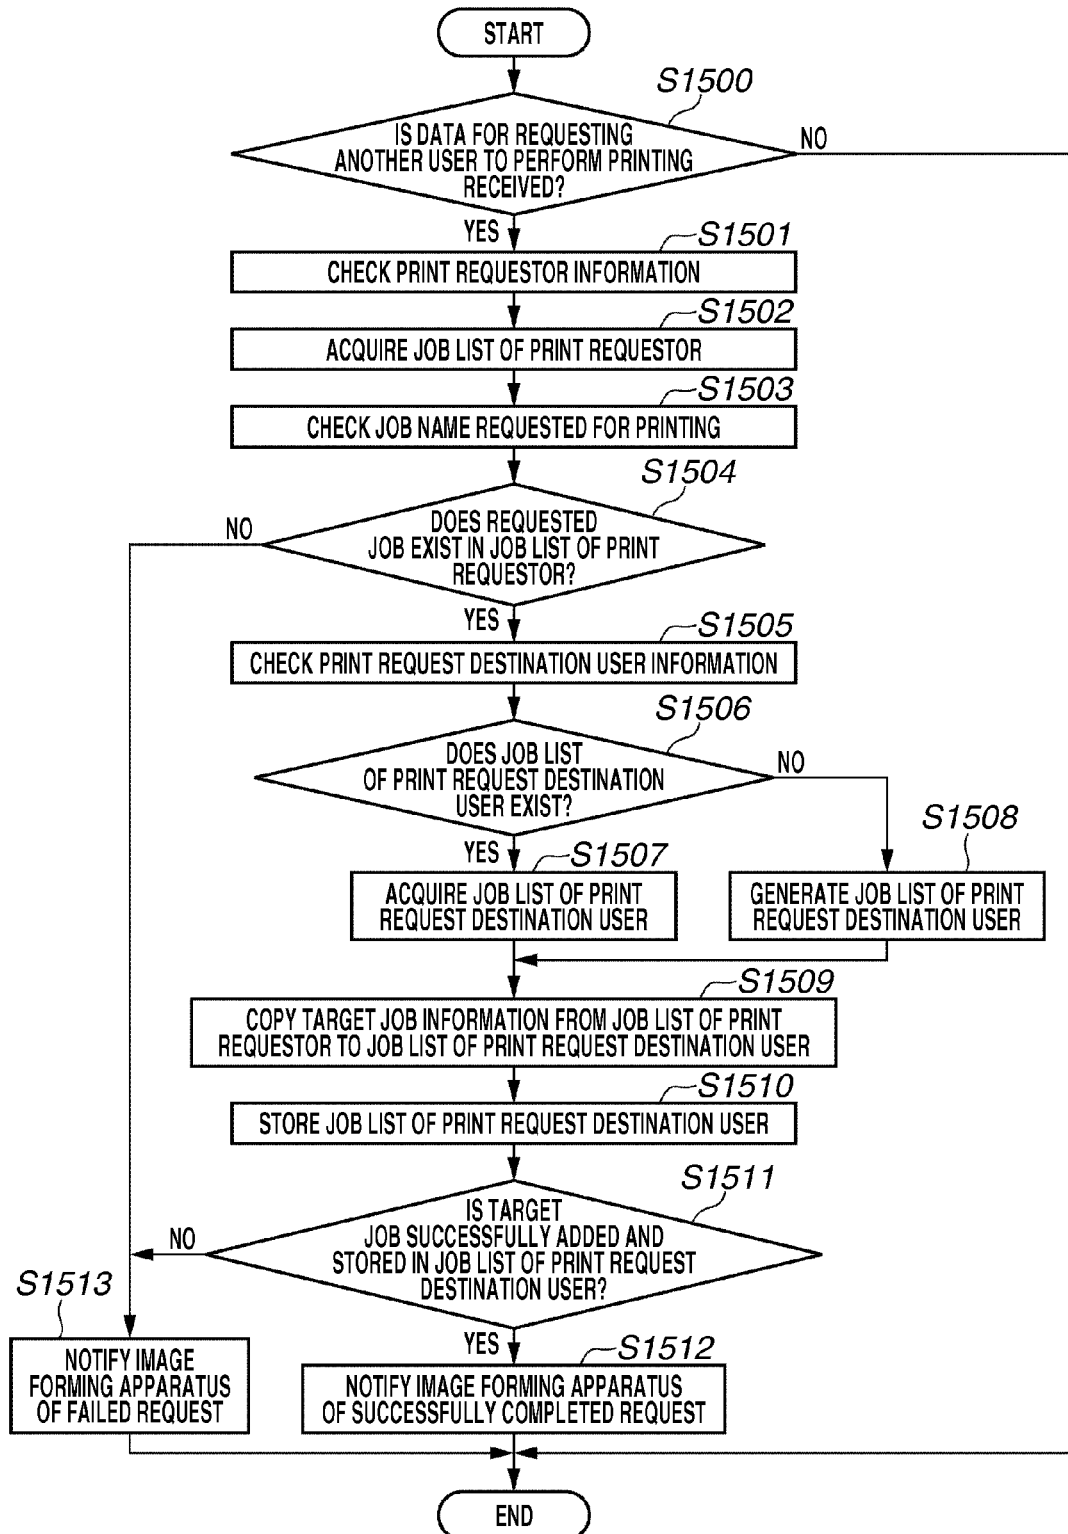 START
S1500
IS DATA FOR REQUESTING
ANOTHER USER TO PERFORM PRINTING
RECEIVED?
NO
YES
S1501
CHECK PRINT REQUESTOR INFORMATION
S1502
ACQUIRE JOB LIST OF PRINT REQUESTOR
S1503
CHECK JOB NAME REQUESTED FOR PRINTING
S1504
DOES REQUESTED
JOB EXIST IN JOB LIST OF PRINT
REQUESTOR?
NO
YES
S1505
CHECK PRINT REQUEST DESTINATION USER INFORMATION
S1506
DOES JOB LIST
OF PRINT REQUEST DESTINATION
USER EXIST?
NO
YES
S1507
ACQUIRE JOB LIST OF PRINT
REQUEST DESTINATION USER
S1508
GENERATE JOB LIST OF PRINT
REQUEST DESTINATION USER
S1509
COPY TARGET JOB INFORMATION FROM JOB LIST OF PRINT
REQUESTOR TO JOB LIST OF PRINT REQUEST DESTINATION USER
S1510
STORE JOB LIST OF PRINT REQUEST DESTINATION USER
S1511
IS TARGET
JOB SUCCESSFULLY ADDED AND
STORED IN JOB LIST OF PRINT REQUEST
DESTINATION USER?
NO
YES
S1513
NOTIFY IMAGE
FORMING APPARATUS
OF FAILED REQUEST
S1512
NOTIFY IMAGE FORMING APPARATUS
OF SUCCESSFULLY COMPLETED REQUEST
END